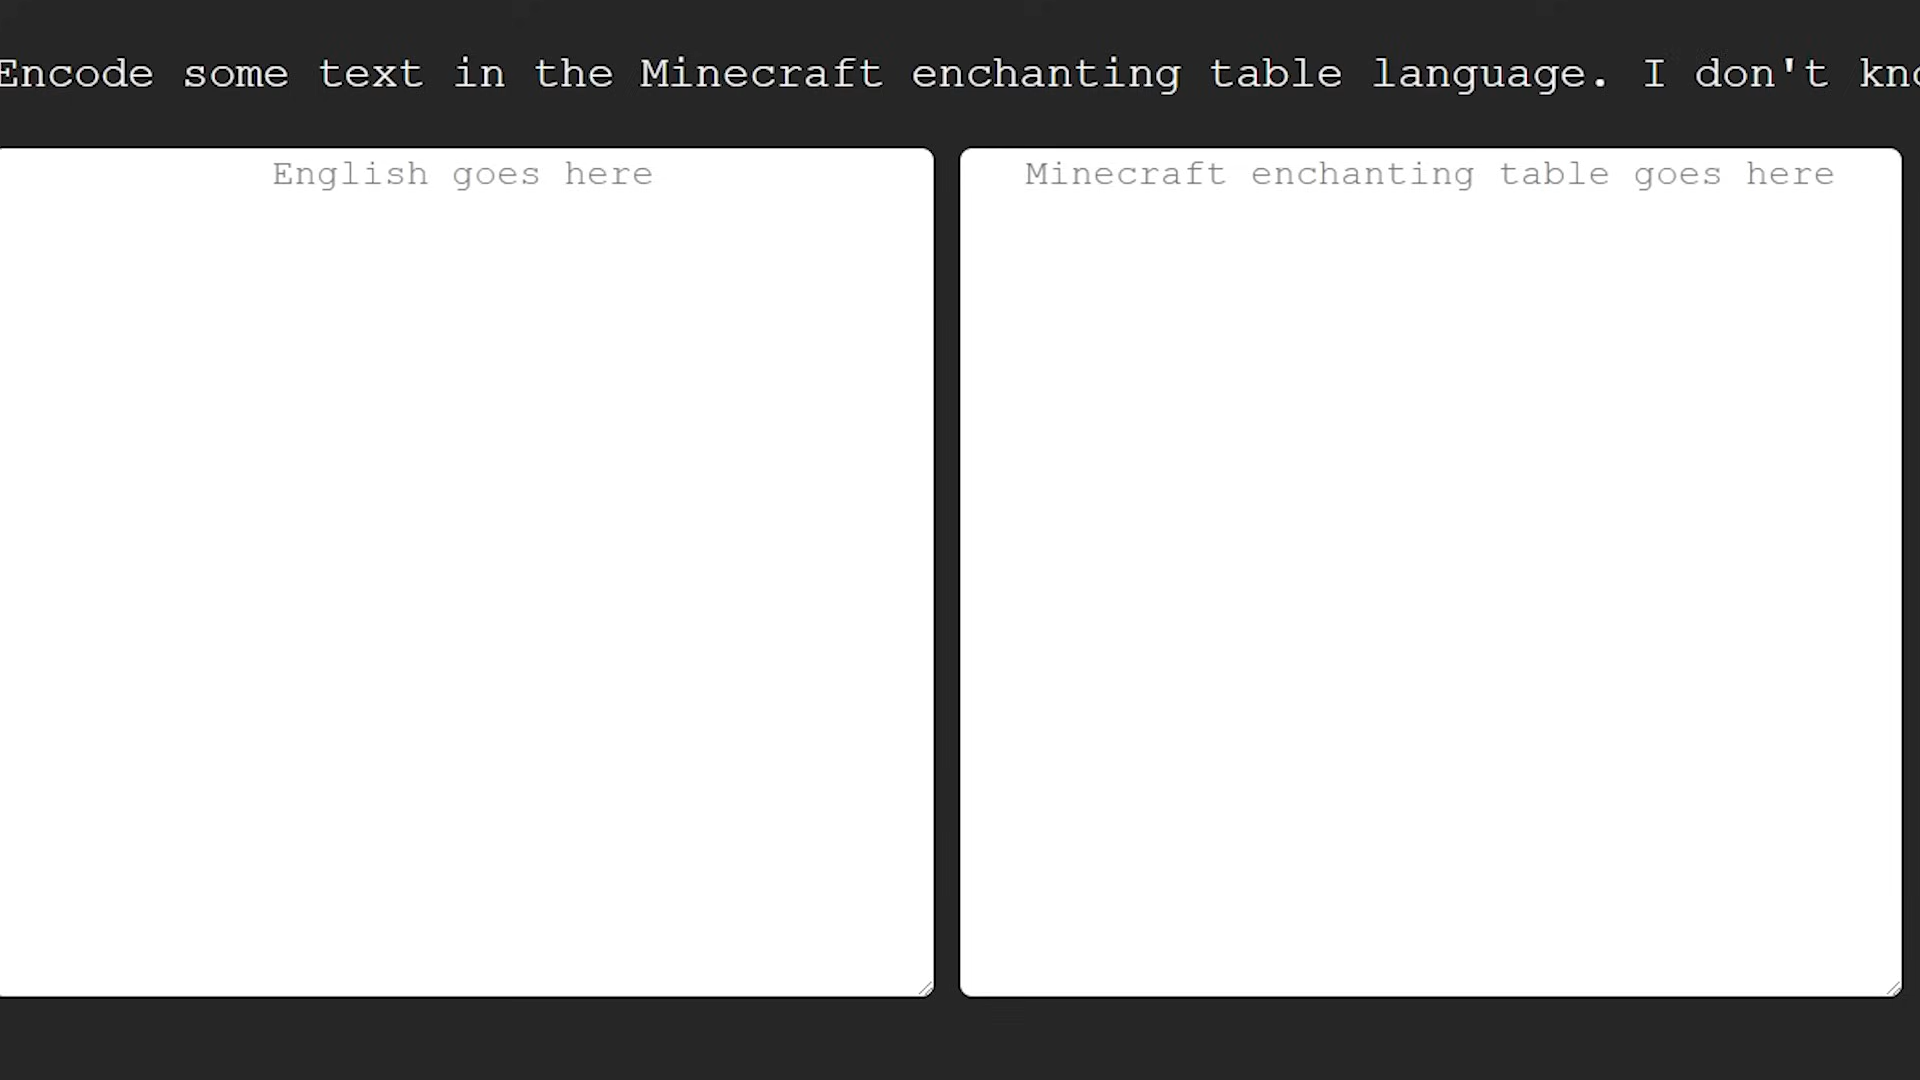 Encode some text in the Minecraft enchanting table language. I don't
English goes here
Minecraft enchanting table goes here